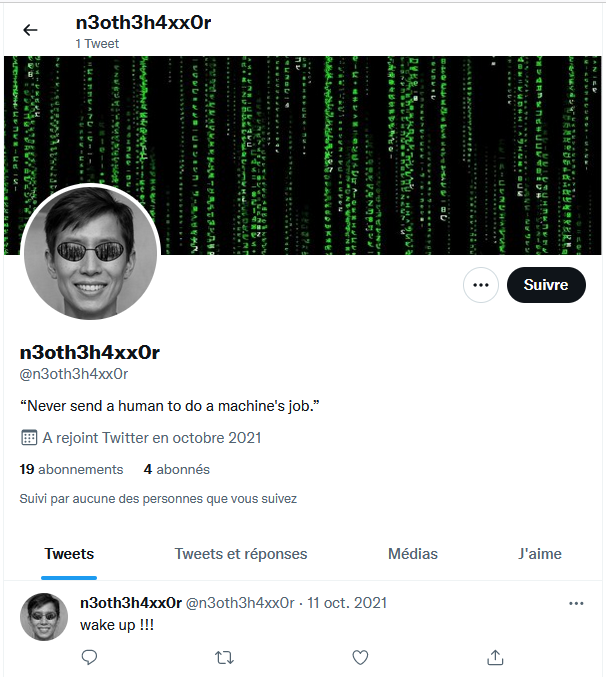 n3oth3h4xx0r
1 Tweet
Suivre
n3oth3h4xx0r
@n3oth3h4xx0r
“Never send a human to do a machine's job.”
A rejoint Twitter en octobre 2021
19 abonnements 4 abonnés
Suivi par aucune des personnes que vous suivez
Tweets Tweets et réponses Médias J'aime
n3oth3h4xx0r @n3oth3h4xx0r · 11 oct. 2021
wake up !!!